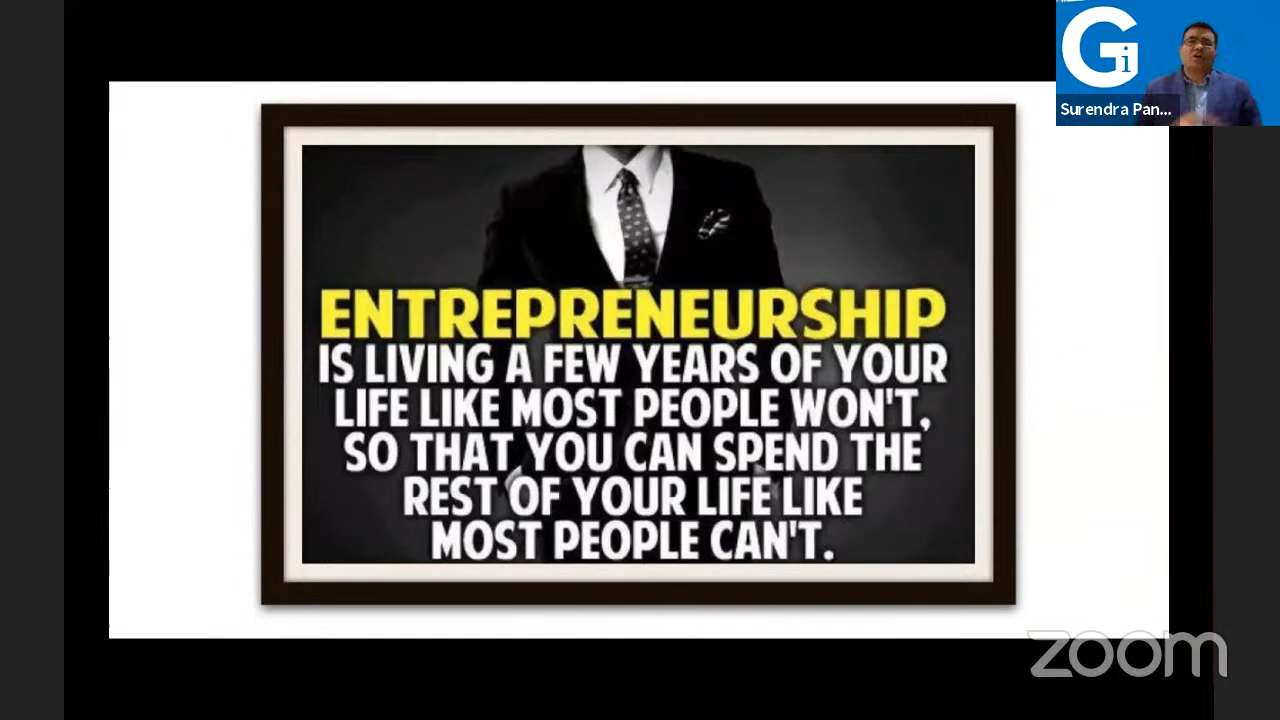 Gi
Surendra Pan...
ENTREPRENEURSHIP
IS LIVING A FEW YEARS OF YOUR
LIFE LIKE MOST PEOPLE WON'T,
SO THAT YOU CAN SPEND THE
REST OF YOUR LIFE LIKE
MOST PEOPLE CAN'T.
zoom